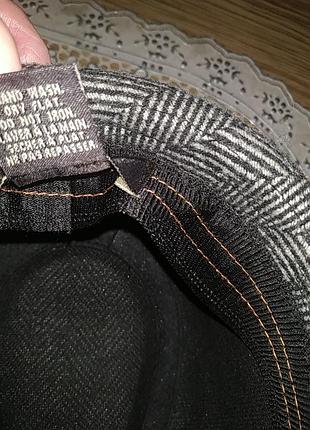 HAND WASH
DRY FLAT
DO NOT IRON
LAVER A LA MAIN
SECHER A PLAT
NE PAS REPASSER